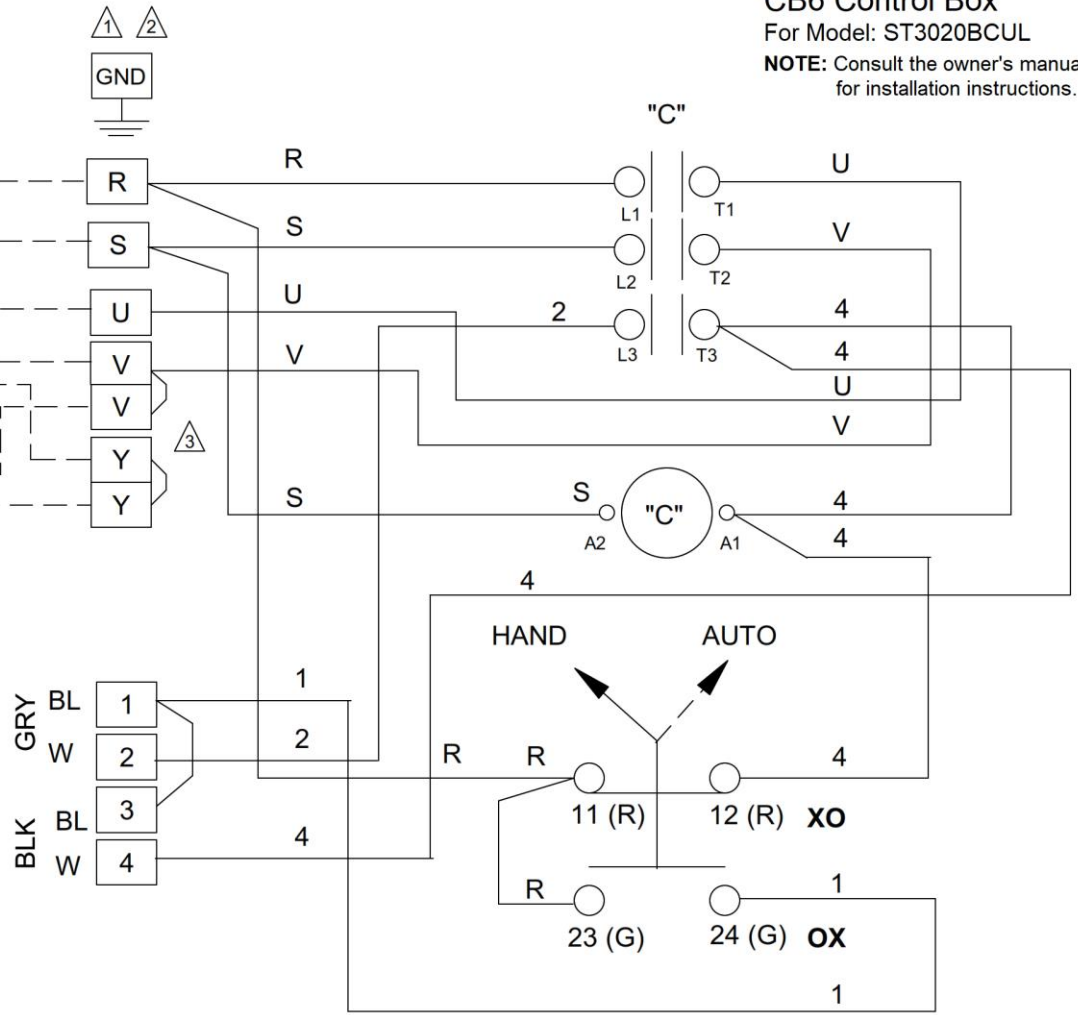 CB6 Control Box
For Model: ST3020BCUL
NOTE: Consult the owner's manua
for installation instructions.
1 2
GND
"C"
R R U
L1 T1
S S V
L2 T2
U U 2 4
L3 T3
V V 4
V U
V
3
Y
Y S S "C" 4
A2 A1
4
4
HAND AUTO
GRY BL 1 1
W 2 2 R R 4
11 (R) 12 (R) XO
BLK BL 3
W 4 4
R 1
23 (G) 24 (G) OX
1